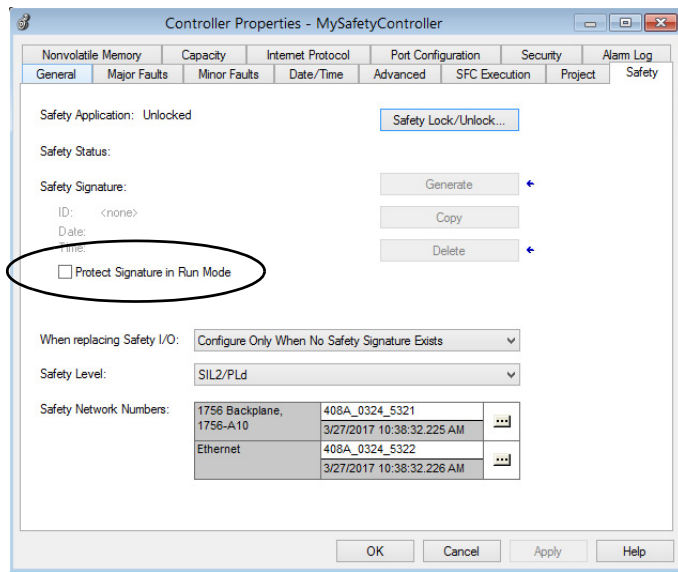 Controller Properties - MySafetyController
Nonvolatile Memory Capacity Internet Protocol Port Configuration Security Alarm Log
General Major Faults Minor Faults Date/Time Advanced SFC Execution Project Safety
Safety Application: Unlocked
Safety Lock/Unlock...
Safety Status:
Safety Signature:
Generate
ID: <none>
Copy
Date:
Time:
Delete
Protect Signature in Run Mode
When replacing Safety I/O: Configure Only When No Safety Signature Exists
Safety Level: SIL2/PLd
Safety Network Numbers: 1756 Backplane, 408A_0324_5321
1756-A10 3/27/2017 10:38:32.225 AM
...
Ethernet 408A_0324_5322
3/27/2017 10:38:32.226 AM
...
OK Cancel Apply Help